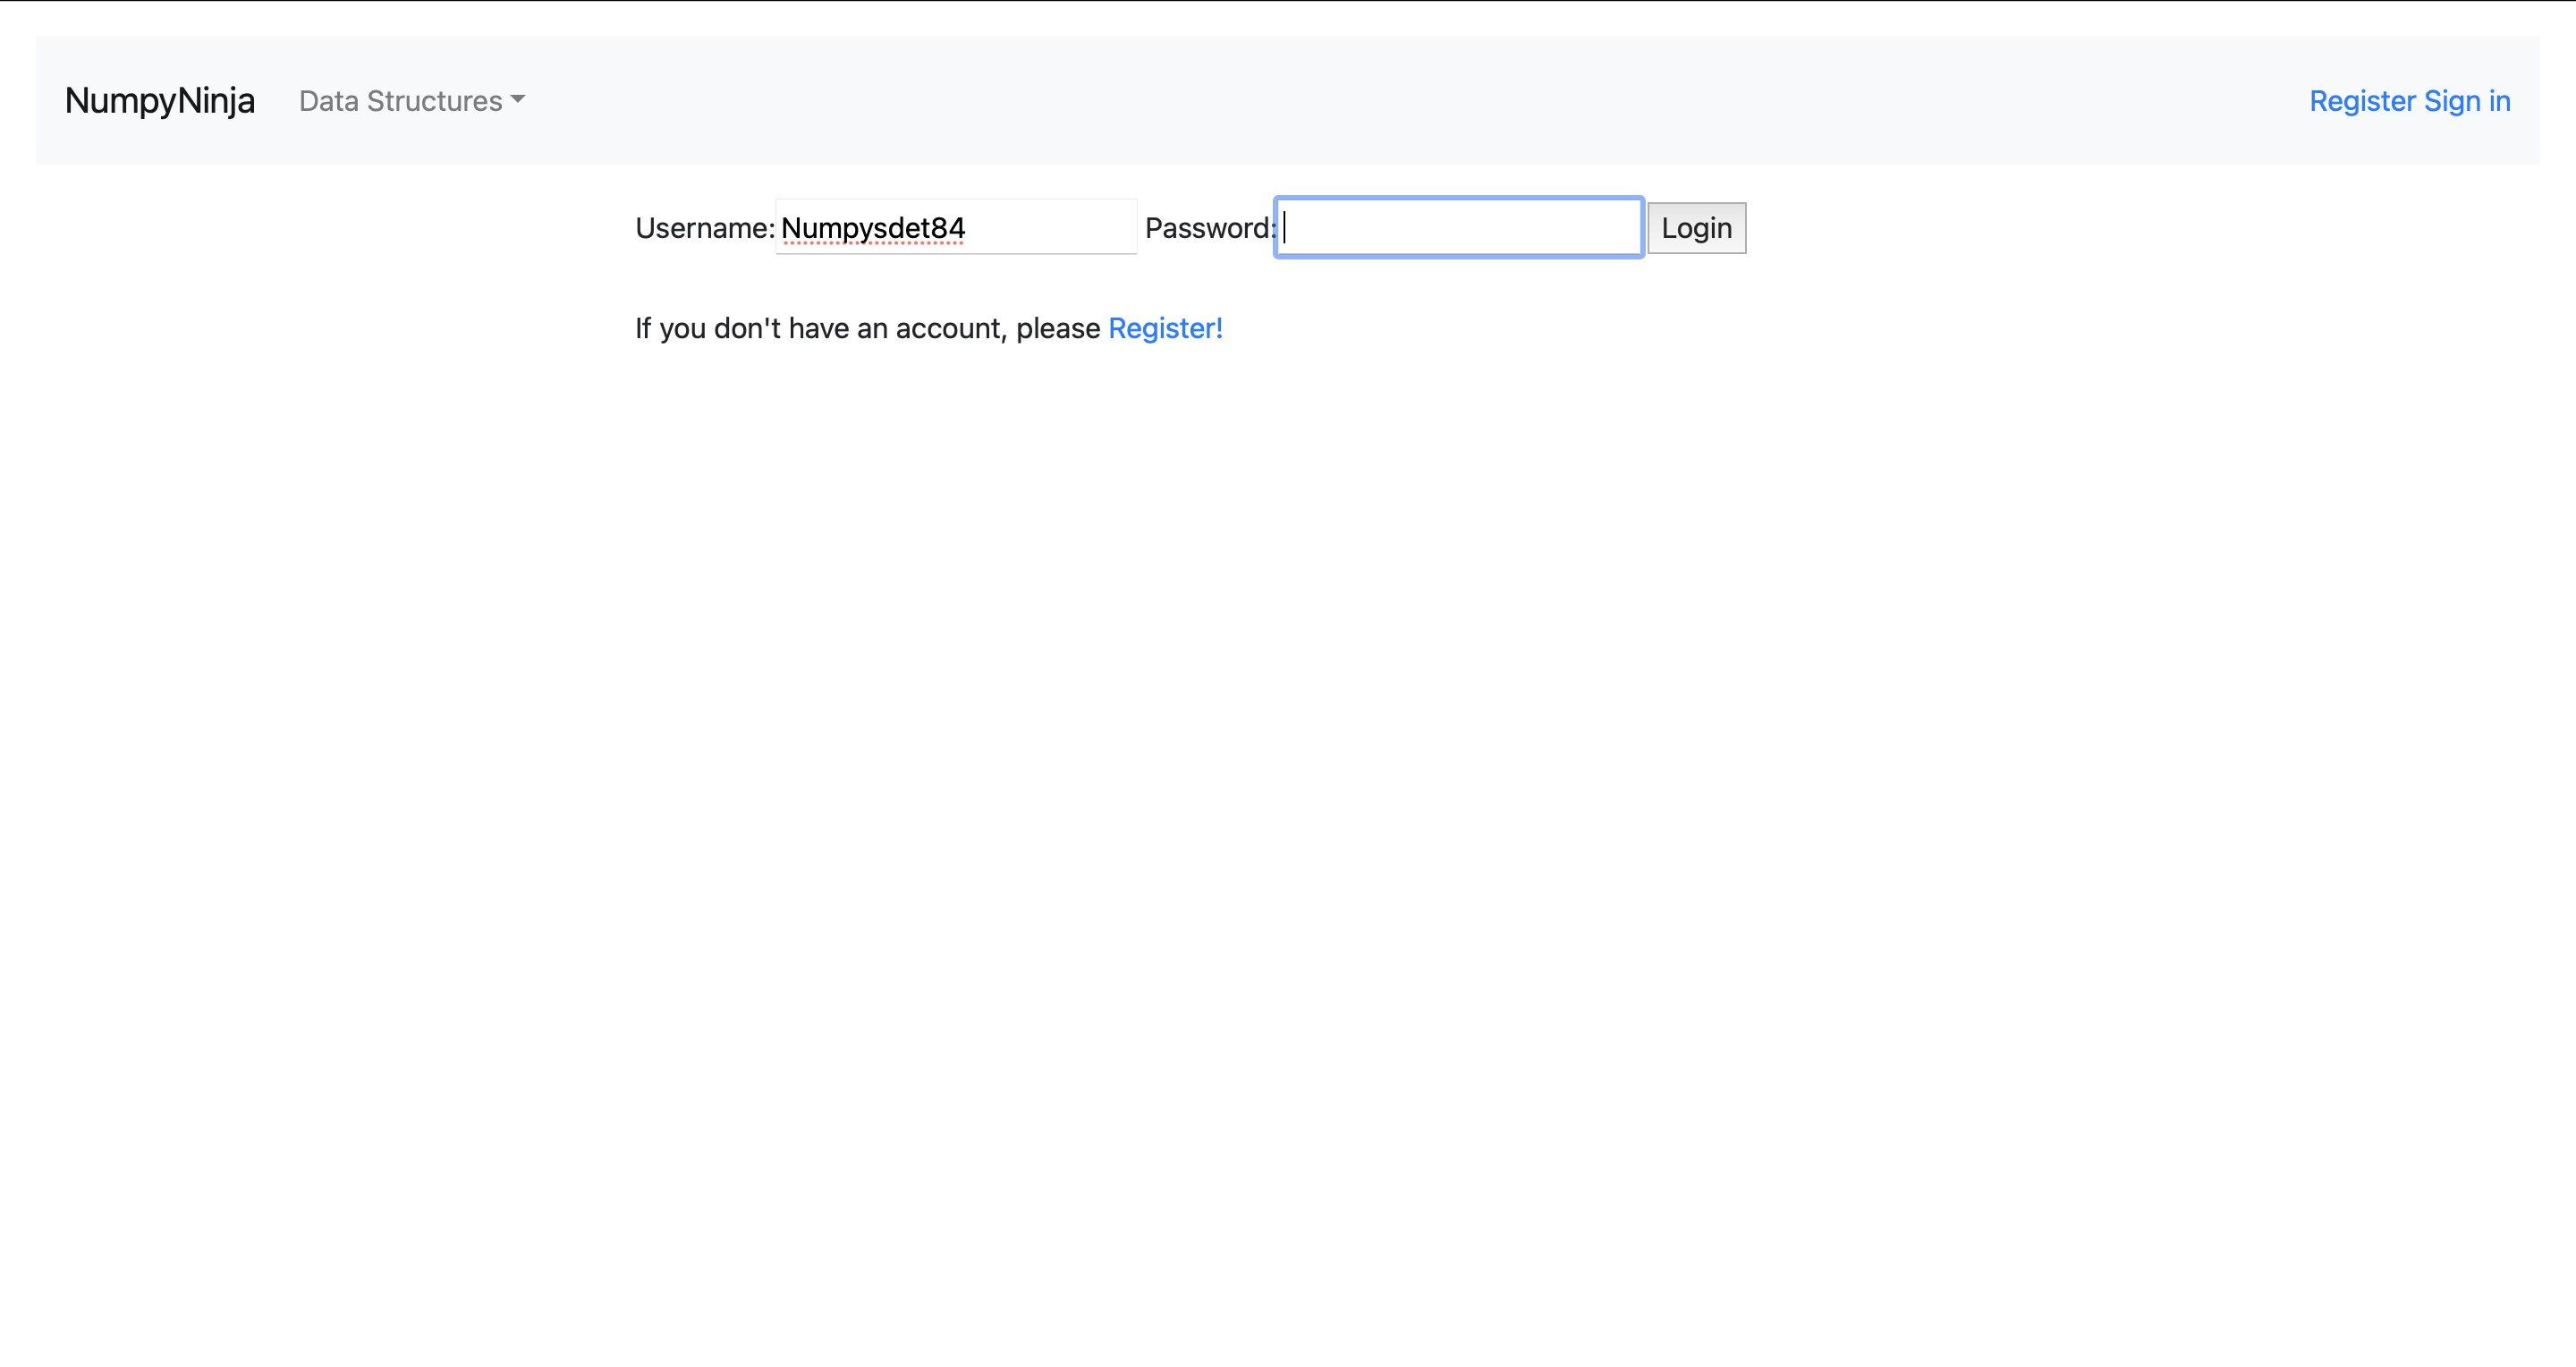 NumpyNinja Data Structures Register Sign in
Username: Numpysdet84 Password: Login
If you don't have an account, please Register!